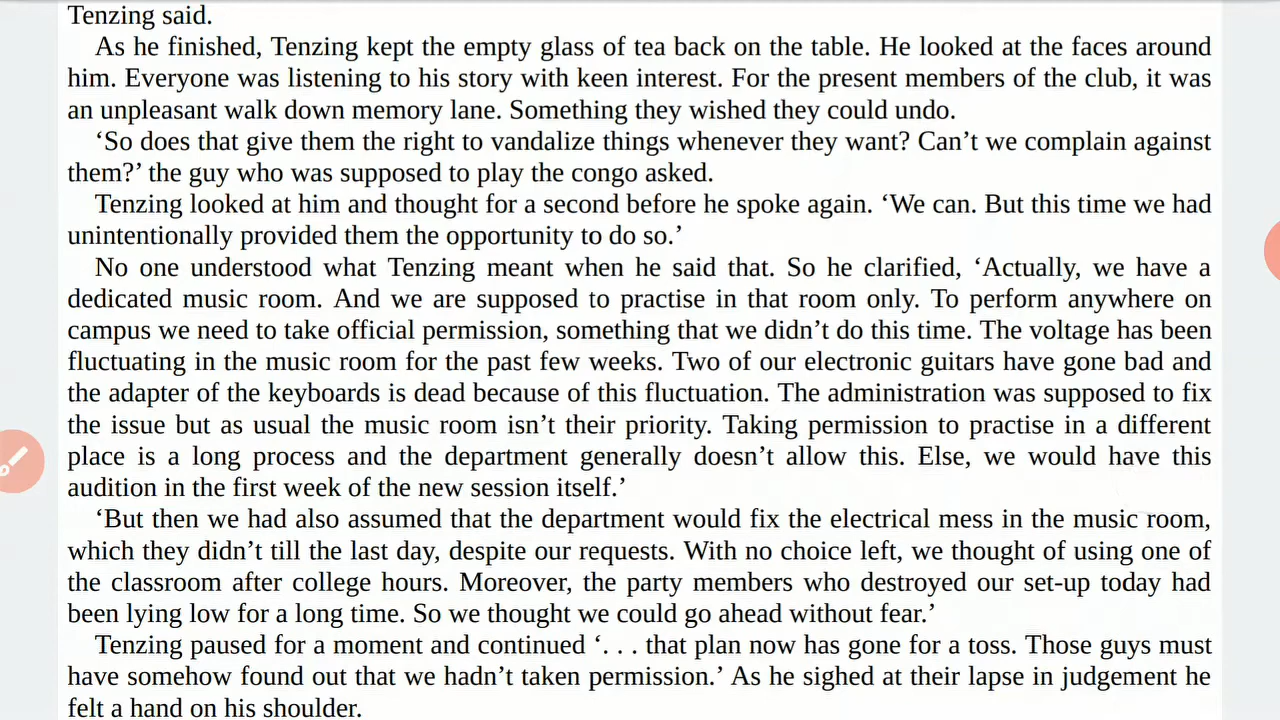 Tenzing said.
As he finished, Tenzing kept the empty glass of tea back on the table. He looked at the faces around
him. Everyone was listening to his story with keen interest. For the present members of the club, it was
an unpleasant walk down memory lane. Something they wished they could undo.
‘So does that give them the right to vandalize things whenever they want? Can’t we complain against
them?’ the guy who was supposed to play the congo asked.
Tenzing looked at him and thought for a second before he spoke again. ‘We can. But this time we had
unintentionally provided them the opportunity to do so.’
No one understood what Tenzing meant when he said that. So he clarified, ‘Actually, we have a
dedicated music room. And we are supposed to practise in that room only. To perform anywhere on
campus we need to take official permission, something that we didn’t do this time. The voltage has been
fluctuating in the music room for the past few weeks. Two of our electronic guitars have gone bad and
the adapter of the keyboards is dead because of this fluctuation. The administration was supposed to fix
the issue but as usual the music room isn’t their priority. Taking permission to practise in a different
place is a long process and the department generally doesn’t allow this. Else, we would have this
audition in the first week of the new session itself.’
‘But then we had also assumed that the department would fix the electrical mess in the music room,
which they didn’t till the last day, despite our requests. With no choice left, we thought of using one of
the classroom after college hours. Moreover, the party members who destroyed our set-up today had
been lying low for a long time. So we thought we could go ahead without fear.’
Tenzing paused for a moment and continued ‘. . . that plan now has gone for a toss. Those guys must
have somehow found out that we hadn’t taken permission.’ As he sighed at their lapse in judgement he
felt a hand on his shoulder.